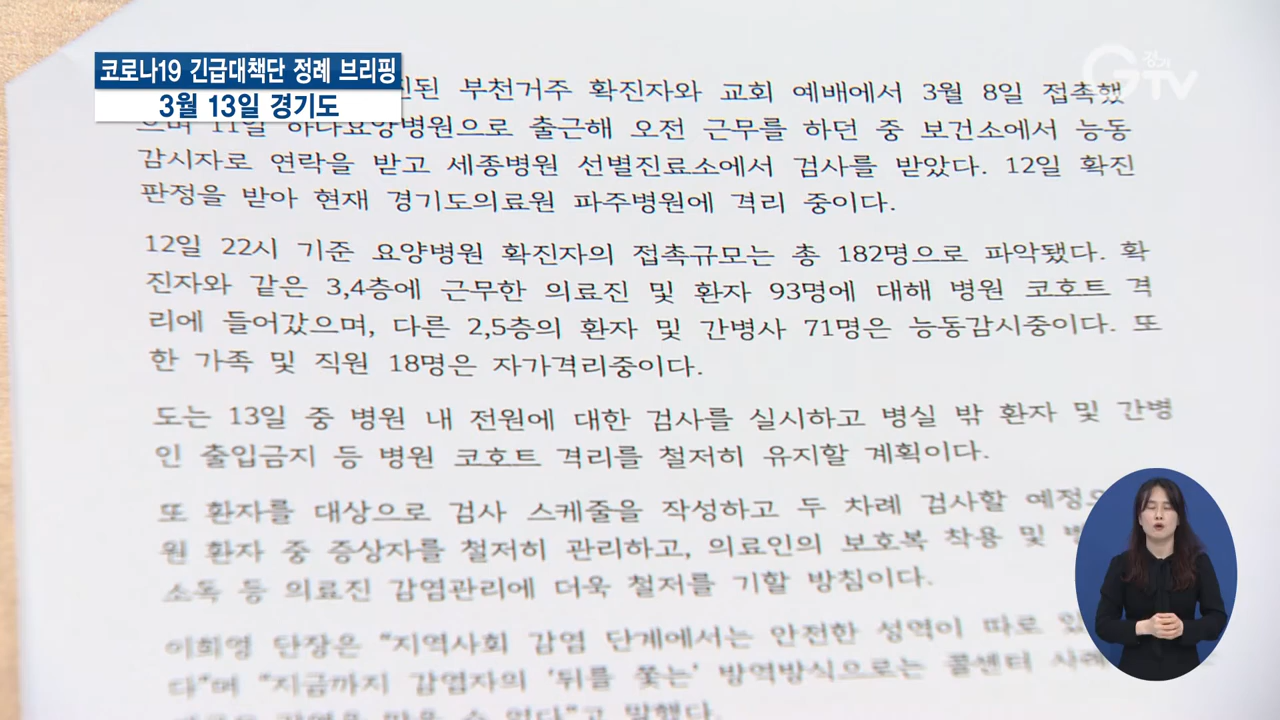 코로나19 긴급대책단 정례 브리핑
3월 13일 경기도
경기
GTV
된 부천거주 확진자와 교회 예배에서 3월 8일 접촉했
으며 11일 하나요양병원으로 출근해 오전 근무를 하던 중 보건소에서 능동
감시자로 연락을 받고 세종병원 선별진료소에서 검사를 받았다. 12일 확진
판정을 받아 현재 경기도의료원 파주병원에 격리 중이다.
12일 22시 기준 요양병원 확진자의 접촉규모는 총 182명으로 파악됐다. 확
진자와 같은 3,4층에 근무한 의료진 및 환자 93명에 대해 병원 코호트 격
리에 들어갔으며, 다른 2,5층의 환자 및 간병사 71명은 능동감시중이다. 또
한 가족 및 직원 18명은 자가격리중이다.
도는 13일 중 병원 내 전원에 대한 검사를 실시하고 병실 밖 환자 및 간병
인 출입금지 등 병원 코호트 격리를 철저히 유지할 계획이다.
또 환자를 대상으로 검사 스케줄을 작성하고 두 차례 검사할 예정
원 환자 중 증상자를 철저히 관리하고, 의료인의 보호복 착용 및
소독 등 의료진 감염관리에 더욱 철저를 기할 방침이다.
이희영 단장은 “지역사회 감염 단계에서는 안전한 성역이 따로
다”며 “지금까지 감염자의 ‘뒤를 쫓는’ 방역방식으로는 콜센터 사례
수 없다”고 말했다.